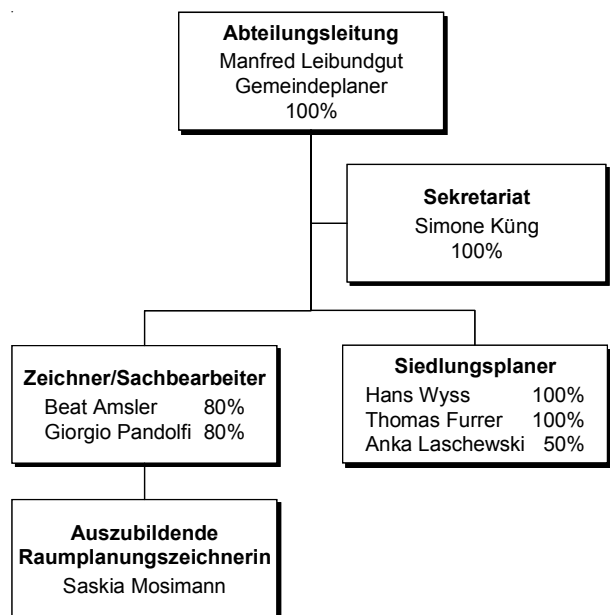 Abteilungsleitung
Manfred Leibundgut
Gemeindeplaner
100%
Sekretariat
Simone Küng
100%
Zeichner/Sachbearbeiter
Beat Amsler 80%
Giorgio Pandolfi 80%
Siedlungsplaner
Hans Wyss 100%
Thomas Furrer 100%
Anka Laschewski 50%
Auszubildende
Raumplanungszeichnerin
Saskia Mosimann